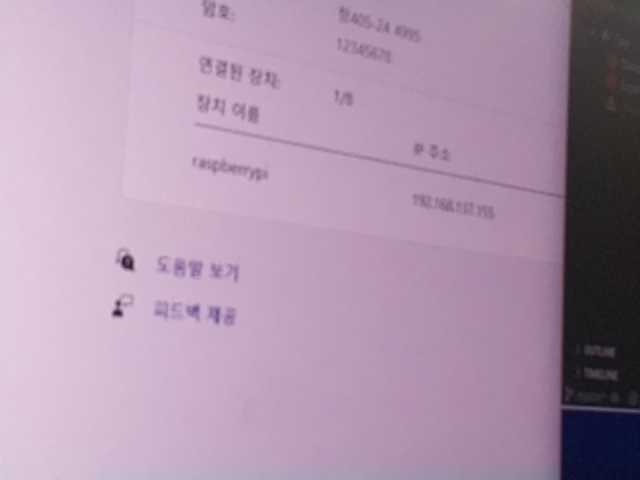 암호:
12345678
연결된 장치:
1/8
장치 이름
IP 주소
raspberrypi
192.168.137.155
도움말 보기
피드백 제공
OUTLINE
TIMELINE